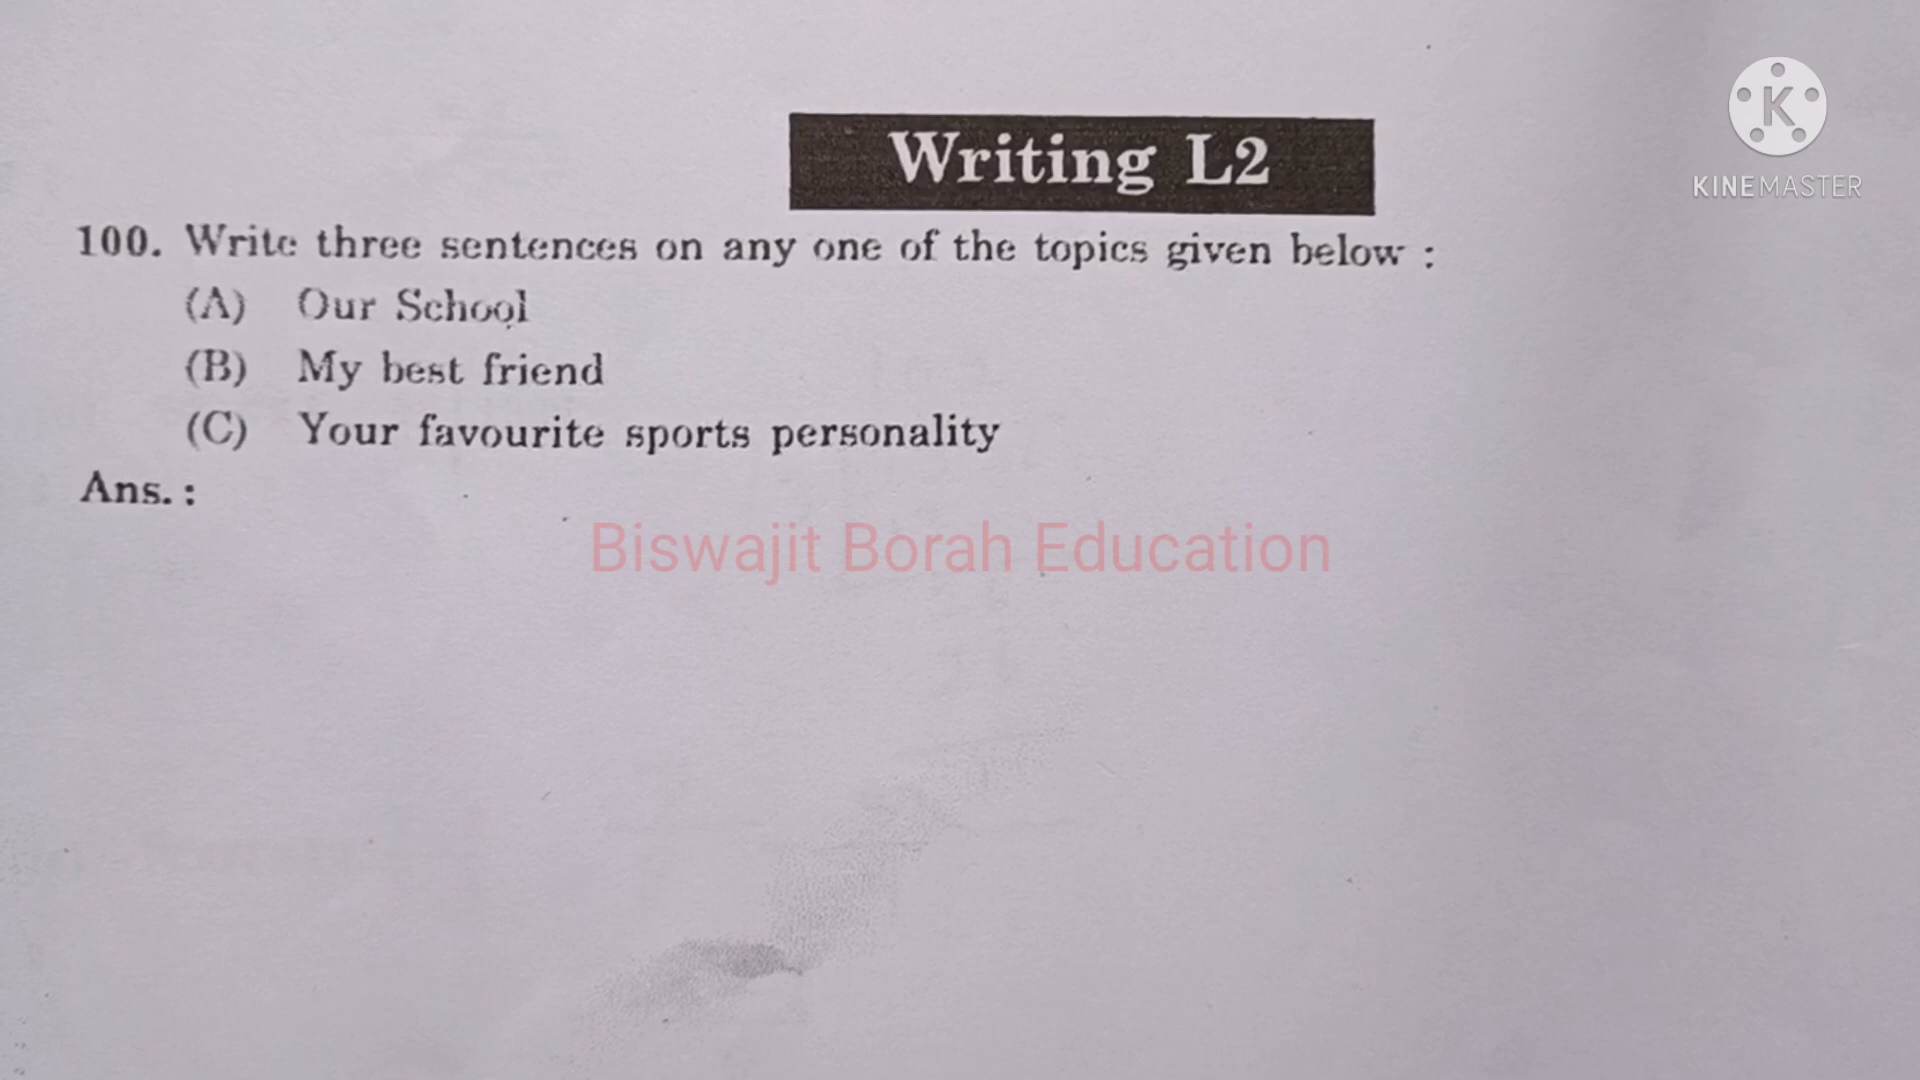 K
KINEMASTER
Writing L2
100. Write three sentences on any one of the topics given below :
(A) Our School
(B) My best friend
(C) Your favourite sports personality
Ans. :
Biswajit Borah Education